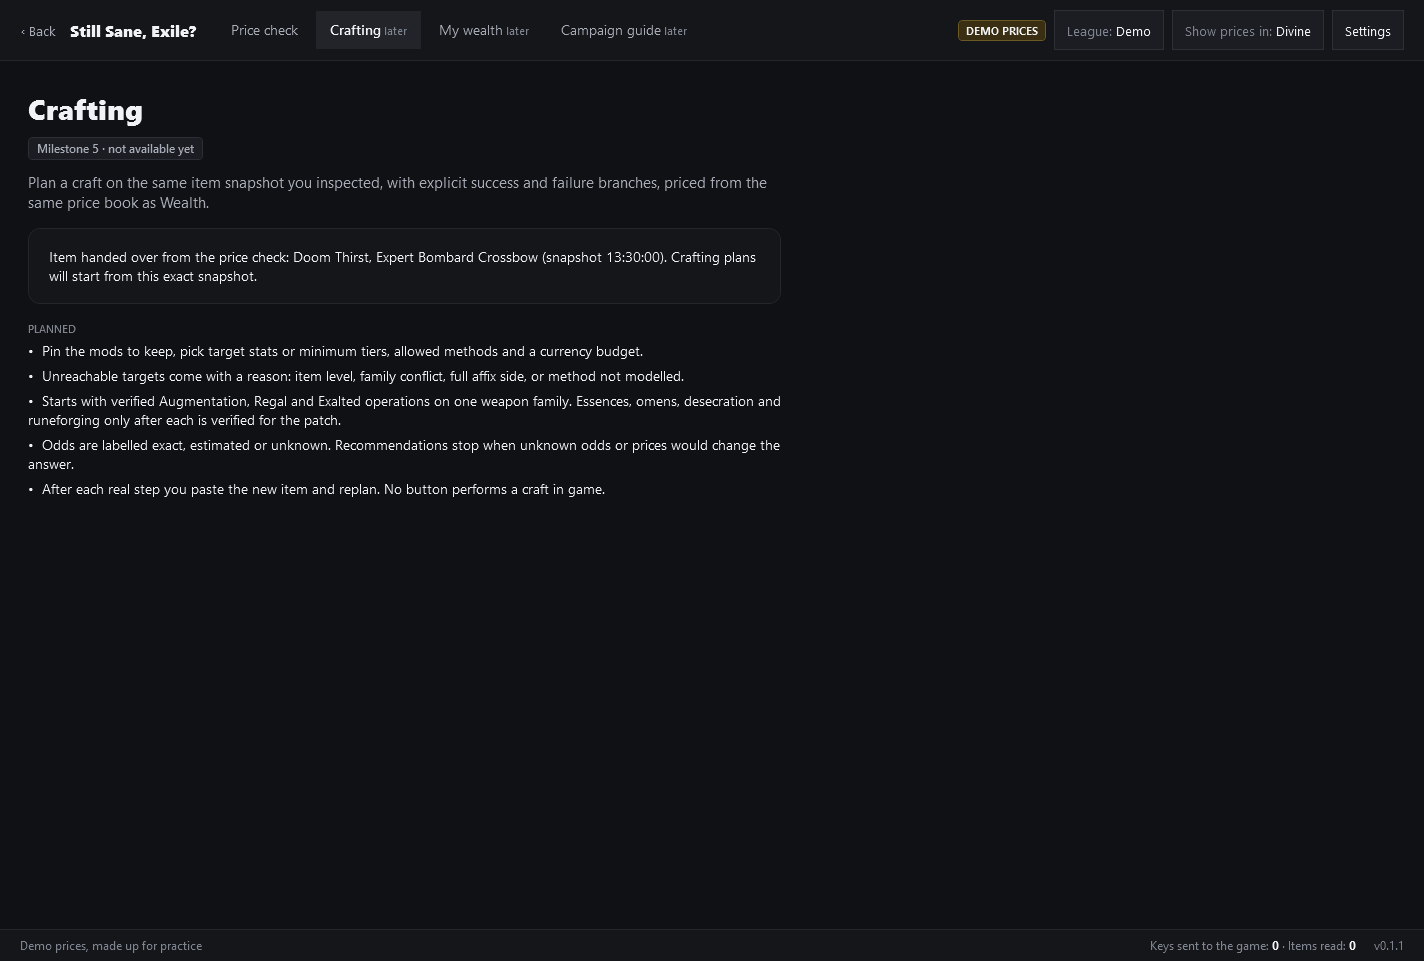 ‹ Back
Still Sane, Exile?
Price check
Crafting later
My wealth later
Campaign guide later
DEMO PRICES
League: Demo
Show prices in: Divine
Settings
Crafting
Milestone 5 · not available yet
Plan a craft on the same item snapshot you inspected, with explicit success and failure branches, priced from the
same price book as Wealth.
Item handed over from the price check: Doom Thirst, Expert Bombard Crossbow (snapshot 13:30:00). Crafting plans
will start from this exact snapshot.
PLANNED
• Pin the mods to keep, pick target stats or minimum tiers, allowed methods and a currency budget.
• Unreachable targets come with a reason: item level, family conflict, full affix side, or method not modelled.
• Starts with verified Augmentation, Regal and Exalted operations on one weapon family. Essences, omens, desecration and
runeforging only after each is verified for the patch.
• Odds are labelled exact, estimated or unknown. Recommendations stop when unknown odds or prices would change the
answer.
• After each real step you paste the new item and replan. No button performs a craft in game.
Demo prices, made up for practice
Keys sent to the game: 0 · Items read: 0
v0.1.1